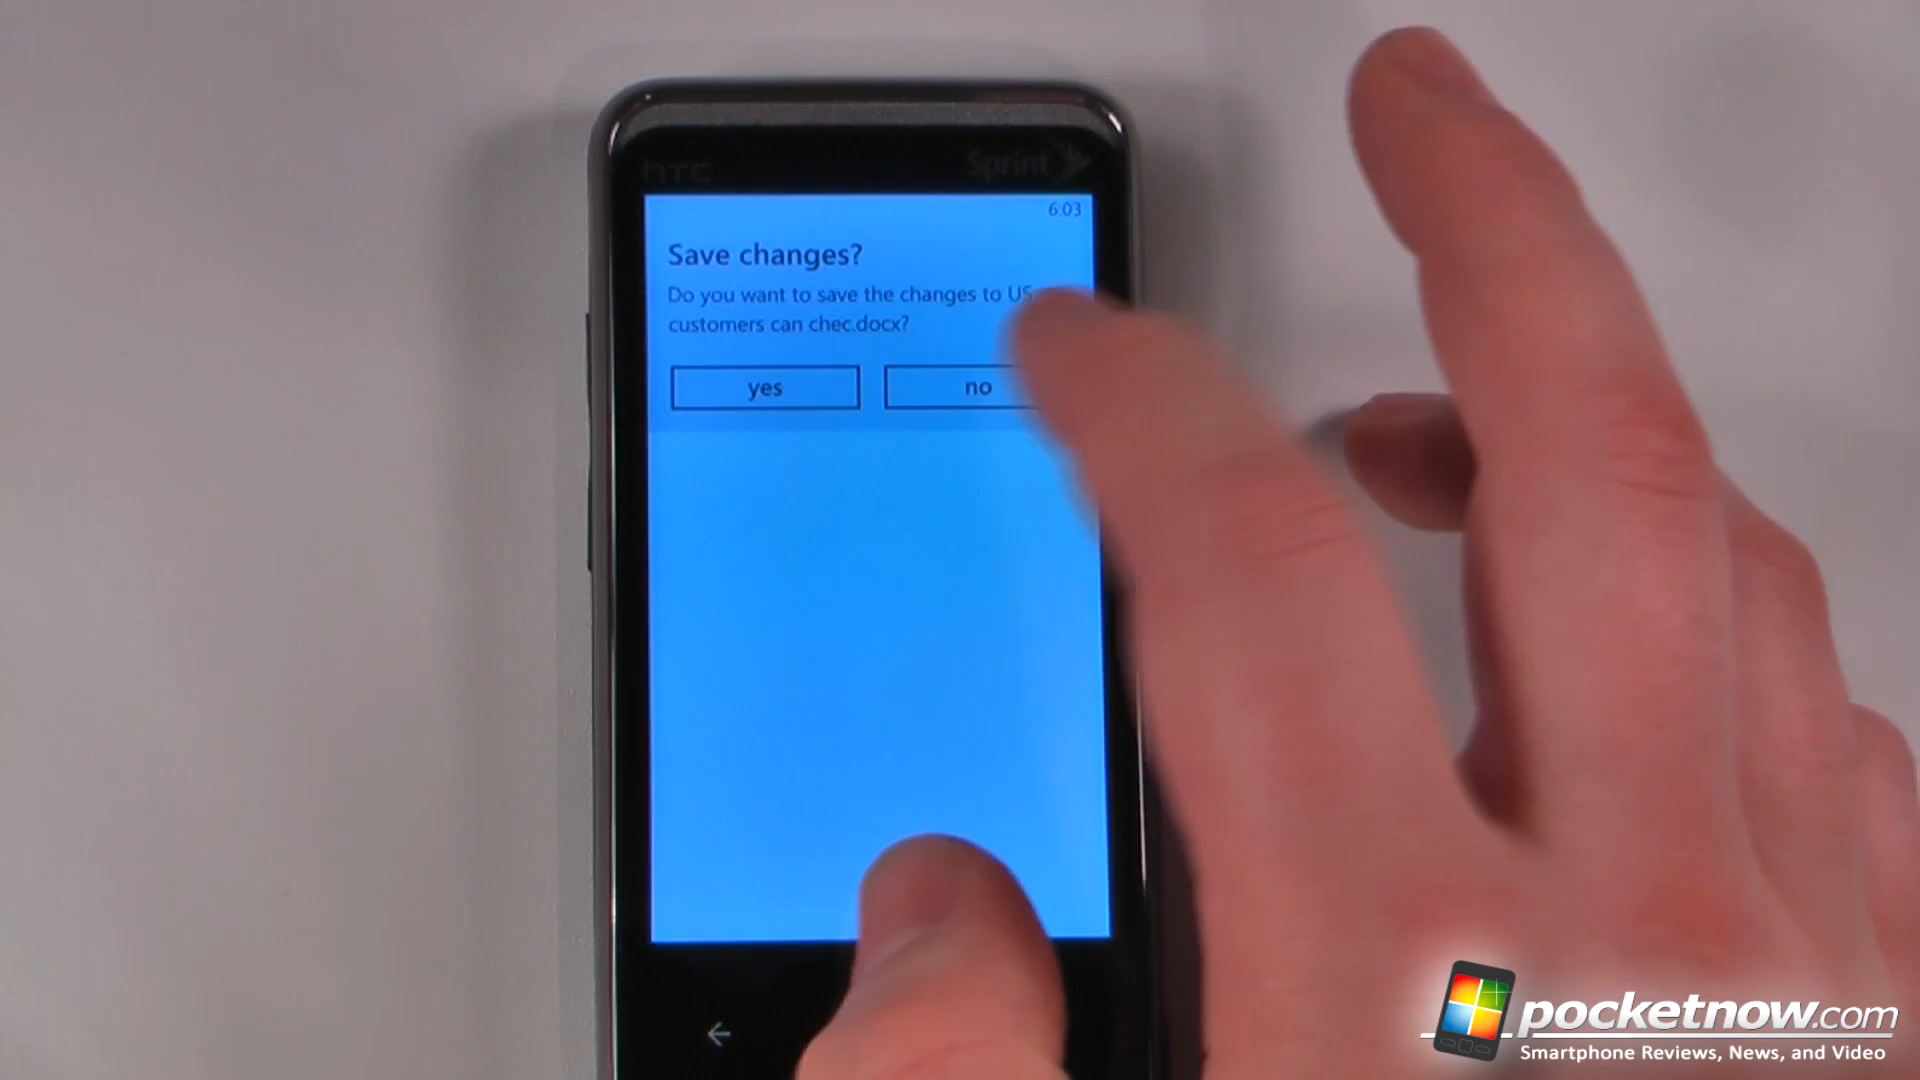 hTC
Sprint
6:03
Save changes?
Do you want to save the changes to US
customers can chec.docx?
yes
no
pocketnow.com
Smartphone Reviews, News, and Video